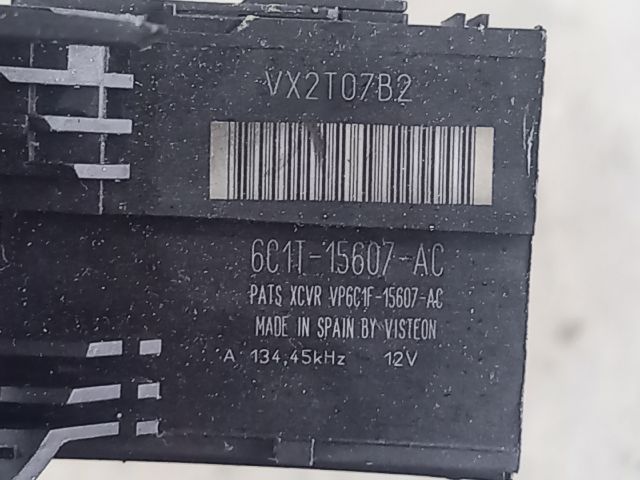 VX2T07B2
6C1T-15607-AC
PATS XCVR VP6C1F-15607-AC
MADE IN SPAIN BY VISTEON
A 134,45kHz 12V